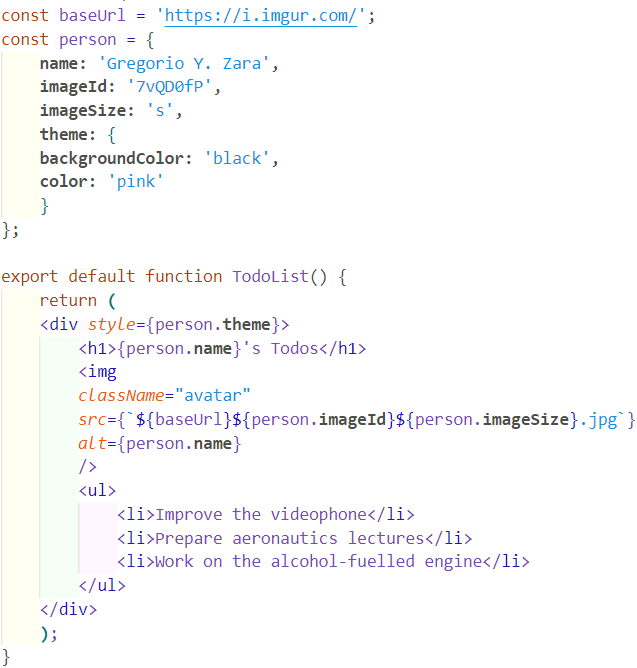 const baseUrl = 'https://i.imgur.com/';
const person = {
    name: 'Gregorio Y. Zara',
    imageId: '7vQD0fP',
    imageSize: 's',
    theme: {
    backgroundColor: 'black',
    color: 'pink'
    }
};

export default function TodoList() {
    return (
    <div style={person.theme}>
        <h1>{person.name}'s Todos</h1>
        <img
        className="avatar"
        src={`${baseUrl}${person.imageId}${person.imageSize}.jpg`}
        alt={person.name}
        />
        <ul>
            <li>Improve the videophone</li>
            <li>Prepare aeronautics lectures</li>
            <li>Work on the alcohol-fuelled engine</li>
        </ul>
    </div>
    );
}